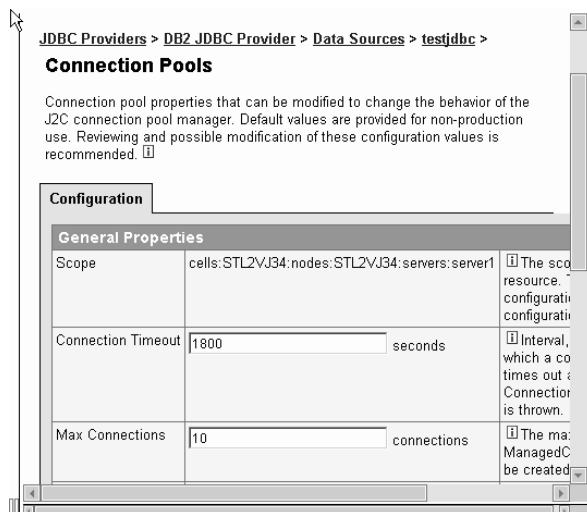 JDBC Providers > DB2 JDBC Provider > Data Sources > testjdbc >
Connection Pools
Connection pool properties that can be modified to change the behavior of the
J2C connection pool manager. Default values are provided for non-production
use. Reviewing and possible modification of these configuration values is
recommended. i
Configuration
General Properties
Scope cells:STL2VJ34:nodes:STL2VJ34:servers:server1 i The sco
resource.
configurati
configurati
Connection Timeout 1800 seconds i Interval,
which a co
times out a
Connection
is thrown.
Max Connections 10 connections i The ma
ManagedC
be created